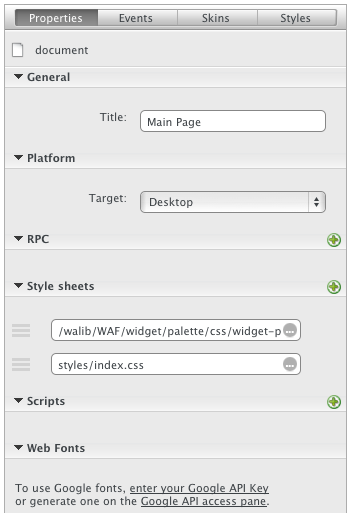 Properties Events Skins Styles
document
General
Title: Main Page
Platform
Target: Desktop
RPC
Style sheets
/walib/WAF/widget/palette/css/widget-p
styles/index.css
Scripts
Web Fonts
To use Google fonts, enter your Google API Key
or generate one on the Google API access pane.